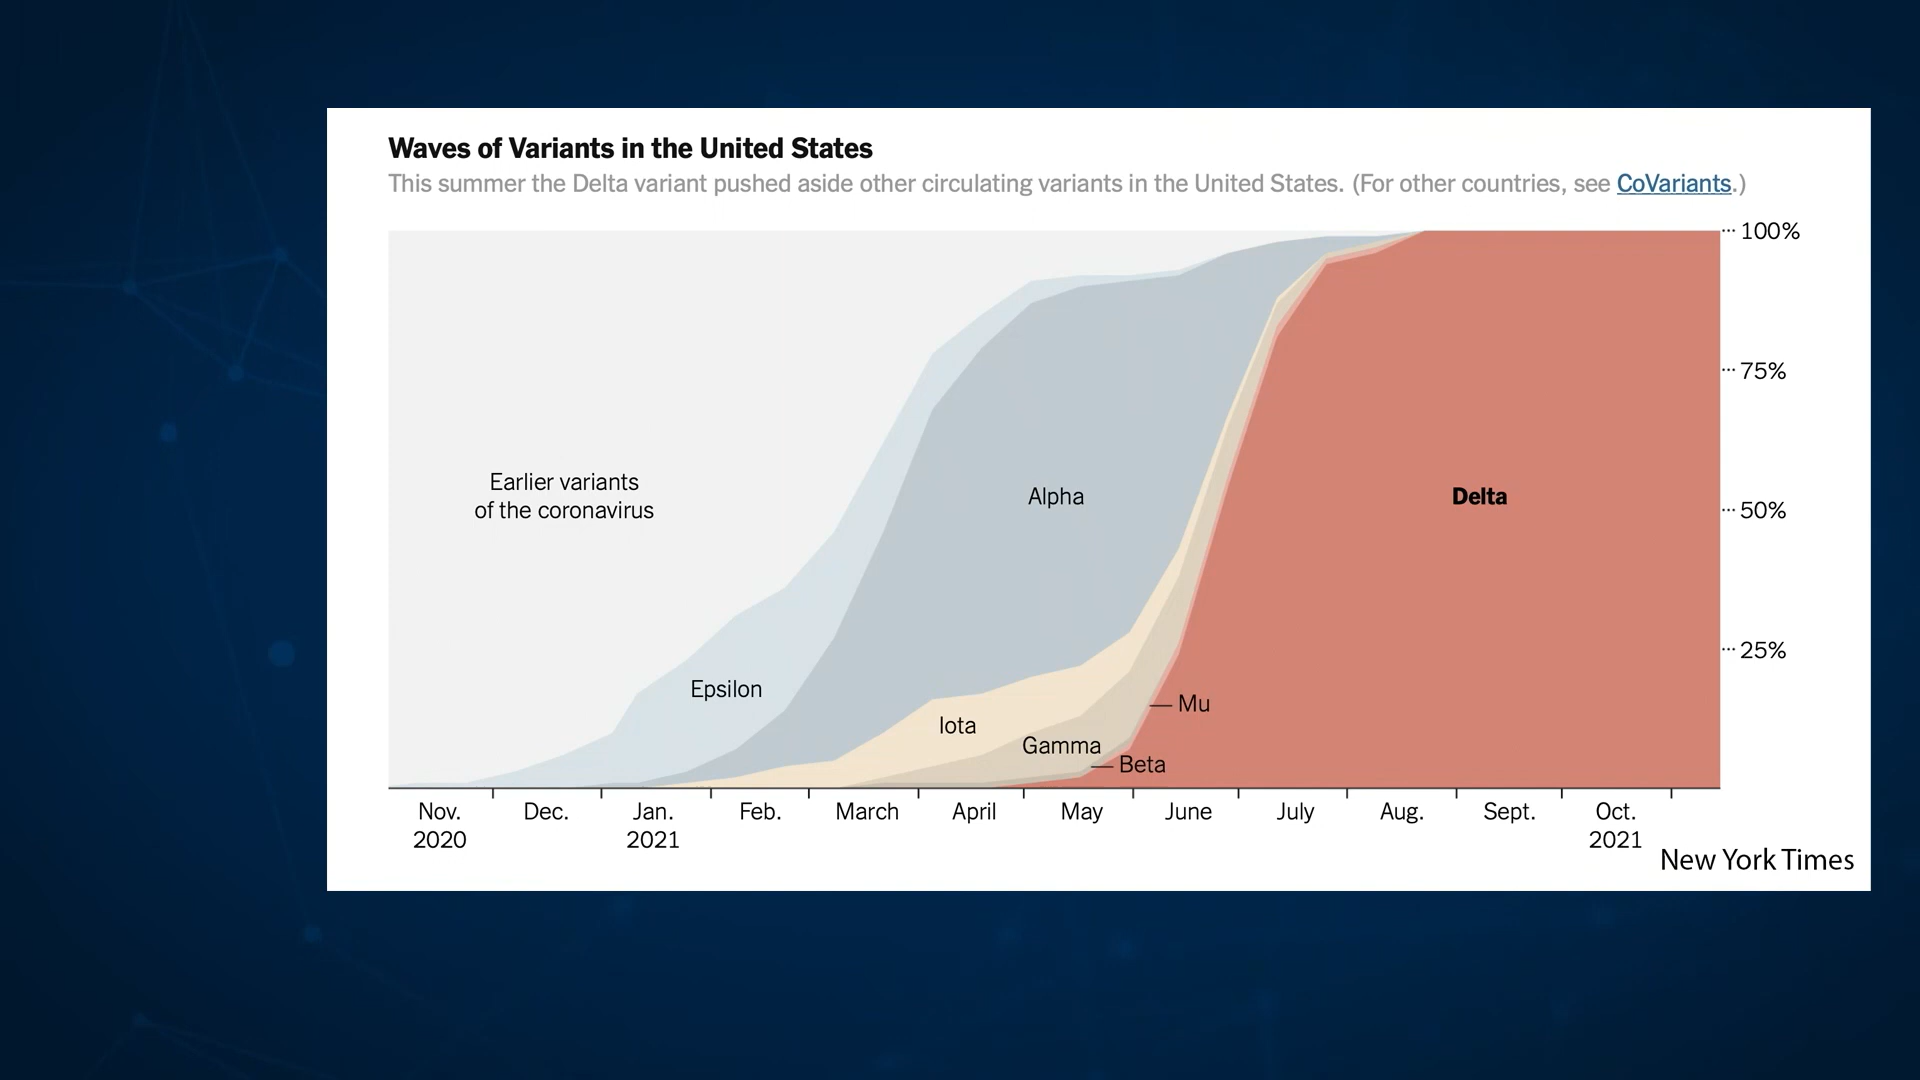 Waves of Variants in the United States
This summer the Delta variant pushed aside other circulating variants in the United States. (For other countries, see CoVariants.)
100%
75%
Earlier variants
of the coronavirus
Alpha
Delta
50%
25%
Epsilon
Iota
Mu
Gamma
Beta
Nov. Dec. Jan. Feb. March April May June July Aug. Sept. Oct.
2020 2021 2021
New York Times